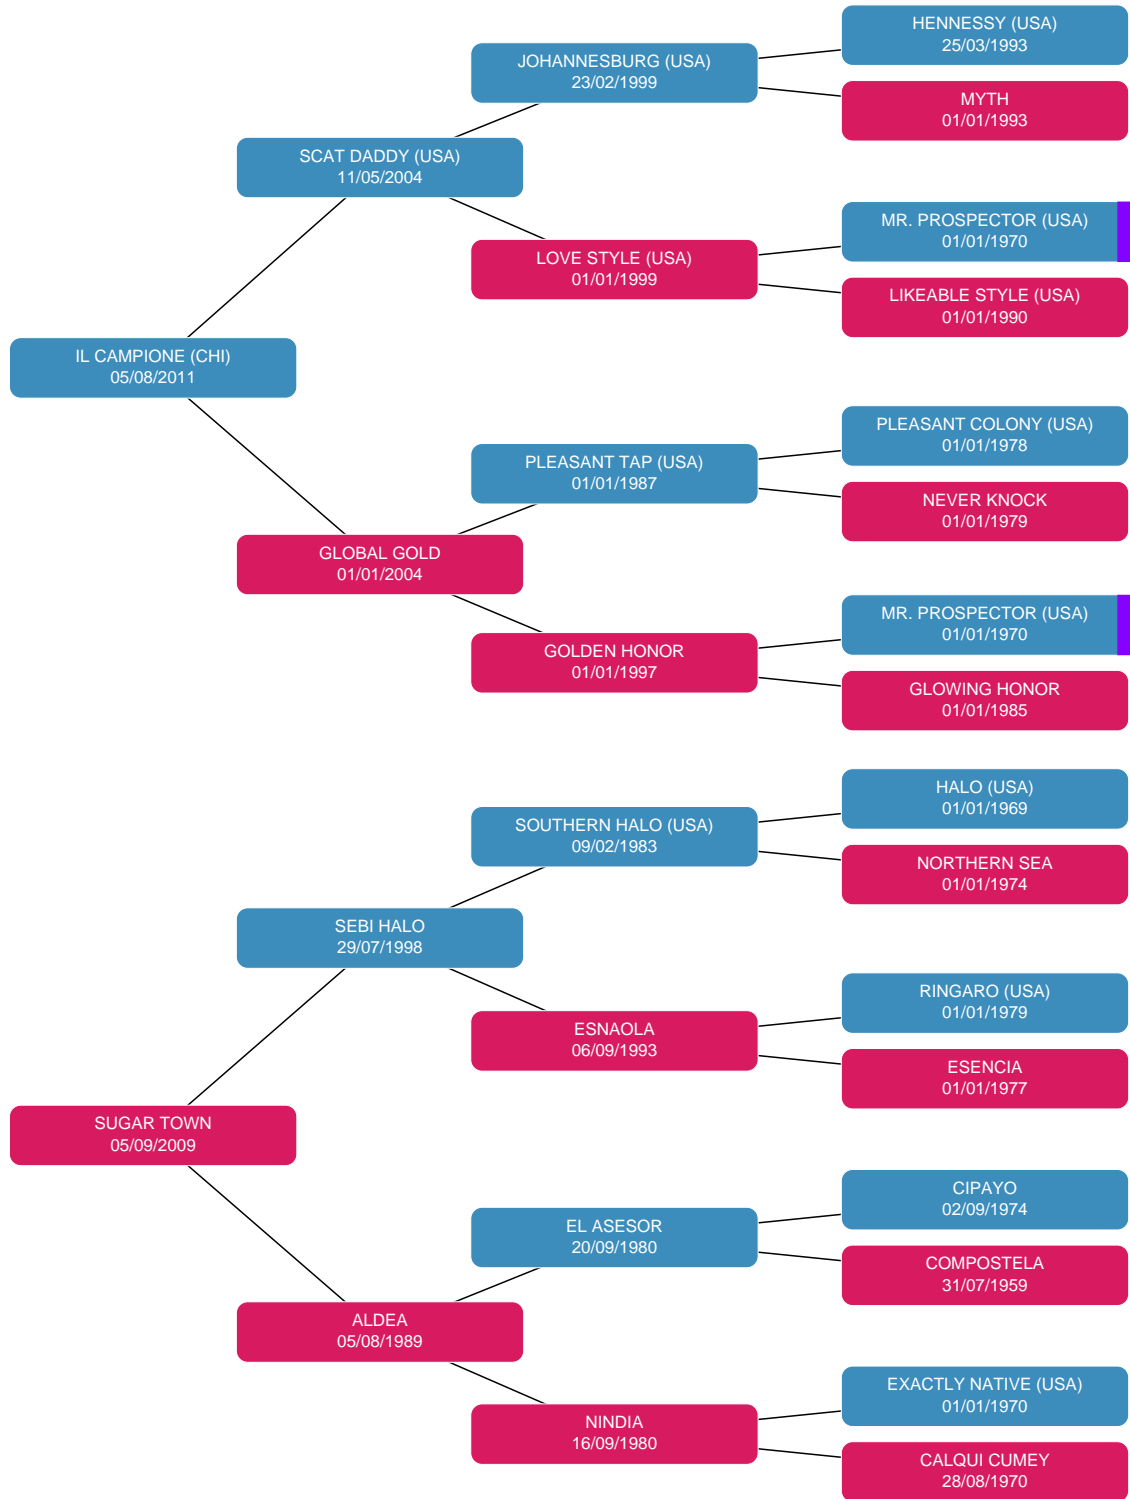 HENNESSY (USA)
25/03/1993
JOHANNESBURG (USA)
23/02/1999
MYTH
01/01/1993
SCAT DADDY (USA)
11/05/2004
MR. PROSPECTOR (USA)
01/01/1970
LOVE STYLE (USA)
01/01/1999
LIKEABLE STYLE (USA)
01/01/1990
IL CAMPIONE (CHI)
05/08/2011
PLEASANT COLONY (USA)
01/01/1978
PLEASANT TAP (USA)
01/01/1987
NEVER KNOCK
01/01/1979
GLOBAL GOLD
01/01/2004
MR. PROSPECTOR (USA)
01/01/1970
GOLDEN HONOR
01/01/1997
GLOWING HONOR
01/01/1985
HALO (USA)
01/01/1969
SOUTHERN HALO (USA)
09/02/1983
NORTHERN SEA
01/01/1974
SEBI HALO
29/07/1998
RINGARO (USA)
01/01/1979
ESNAOLA
06/09/1993
ESENCIA
01/01/1977
SUGAR TOWN
05/09/2009
CIPAYO
02/09/1974
EL ASESOR
20/09/1980
COMPOSTELA
31/07/1959
ALDEA
05/08/1989
EXACTLY NATIVE (USA)
01/01/1970
NINDIA
16/09/1980
CALQUI CUMEY
28/08/1970